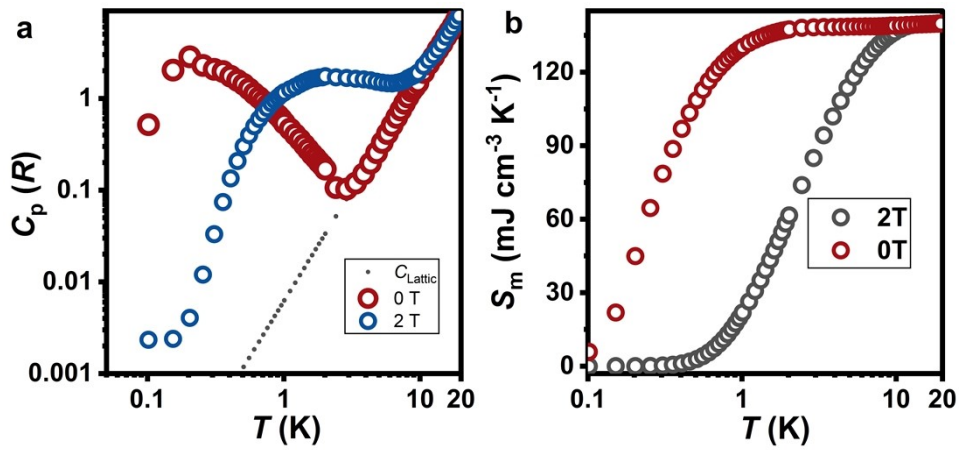 a
C_p (R)
1
0.1
0.01
0.001
0.1
1
10
20
T (K)
C_Lattic
0 T
2 T
b
S_m (mJ cm⁻³ K⁻¹)
120
90
60
30
0
0.1
1
10
20
T (K)
2T
0T